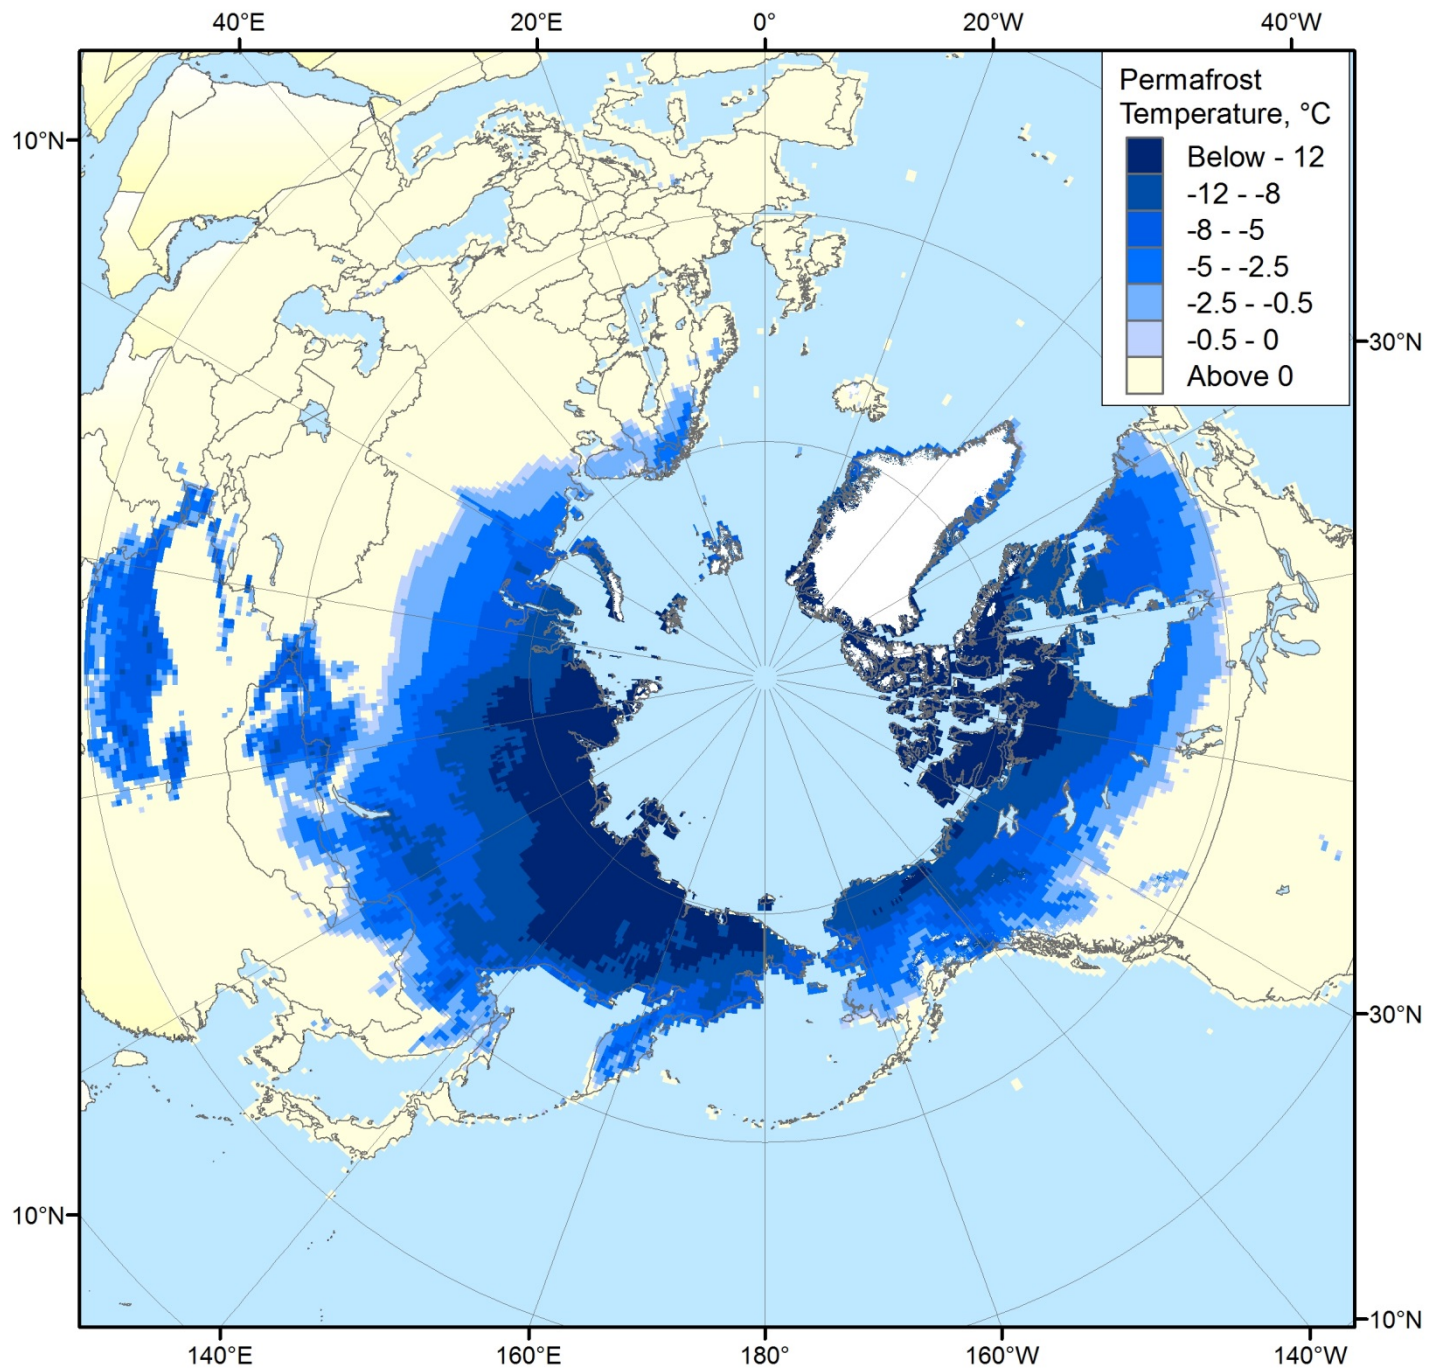 40°E 20°E 0° 20°W 40°W
Permafrost
Temperature, °C
10°N
Below - 12
-12 - -8
-8 - -5
-5 - -2.5
-2.5 - -0.5
-0.5 - 0
Above 0
30°N
30°N
10°N
10°N
140°E 160°E 180° 160°W 140°W